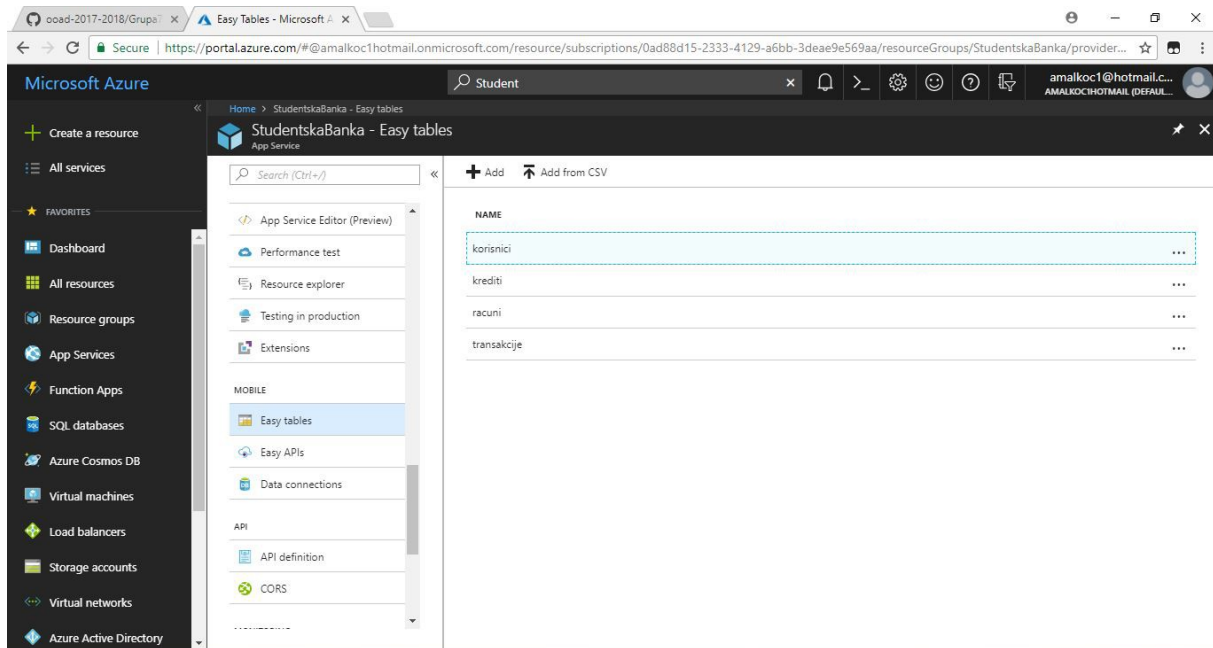 ooad-2017-2018/Grupa7
Easy Tables - Microsoft A
Secure
https://portal.azure.com/#@amalkoc1hotmail.onmicrosoft.com/resource/subscriptions/0ad88d15-2333-4129-a6bb-3deae9e569aa/resourceGroups/StudentskaBanka/provider...
Microsoft Azure
Student
amalkoc1@hotmail.c...
AMALKOC1HOTMAIL (DEFAUL...
Create a resource
All services
FAVORITES
Dashboard
All resources
Resource groups
App Services
Function Apps
SQL databases
Azure Cosmos DB
Virtual machines
Load balancers
Storage accounts
Virtual networks
Azure Active Directory
Home > StudentskaBanka - Easy tables
StudentskaBanka - Easy tables
App Service
Search (Ctrl+/)
App Service Editor (Preview)
Performance test
Resource explorer
Testing in production
Extensions
MOBILE
Easy tables
Easy APIs
Data connections
API
API definition
CORS
Add
Add from CSV
NAME
korisnici
krediti
racuni
transakcije